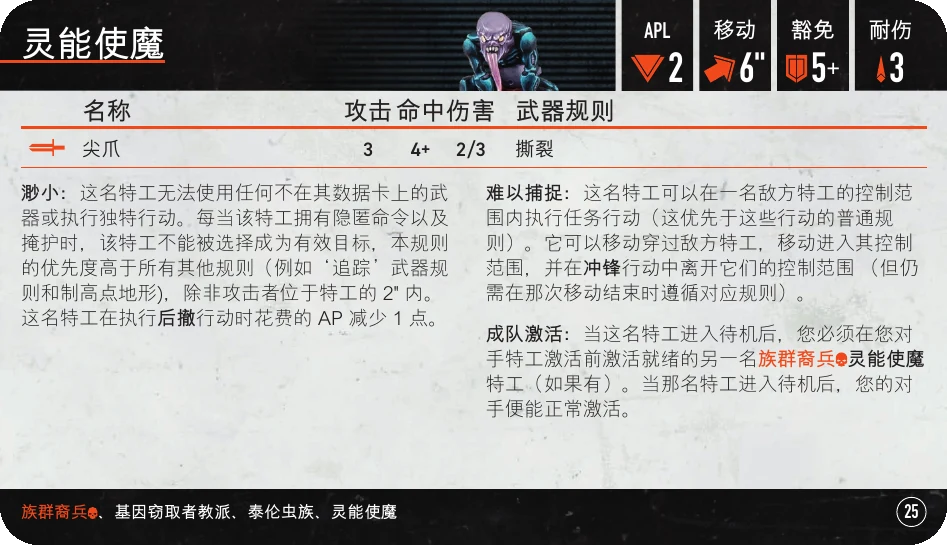 灵能使魔
APL 移动 豁免 耐伤
2 6" 5+ 3
名称 攻击 命中 伤害 武器规则
尖爪 3 4+ 2/3 撕裂
渺小：这名特工无法使用任何不在其数据卡上的武
器或执行独特行动。每当该特工拥有隐匿命令以及
掩护时，该特工不能被选择成为有效目标，本规则
的优先度高于所有其他规则（例如‘追踪’武器规
则和制高点地形)，除非攻击者位于特工的 2" 内。
这名特工在执行后撤行动时花费的 AP 减少 1 点。
难以捕捉：这名特工可以在一名敌方特工的控制范
围内执行任务行动（这优先于这些行动的普通规
则）。它可以移动穿过敌方特工，移动进入其控制
范围，并在冲锋行动中离开它们的控制范围（但仍
需在那次移动结束时遵循对应规则）。
成队激活：当这名特工进入待机后，您必须在您对
手特工激活前激活就绪的另一名族群裔兵灵能使魔
特工（如果有）。当那名特工进入待机后，您的对
手便能正常激活。
族群裔兵、基因窃取者教派、泰伦虫族、灵能使魔
25